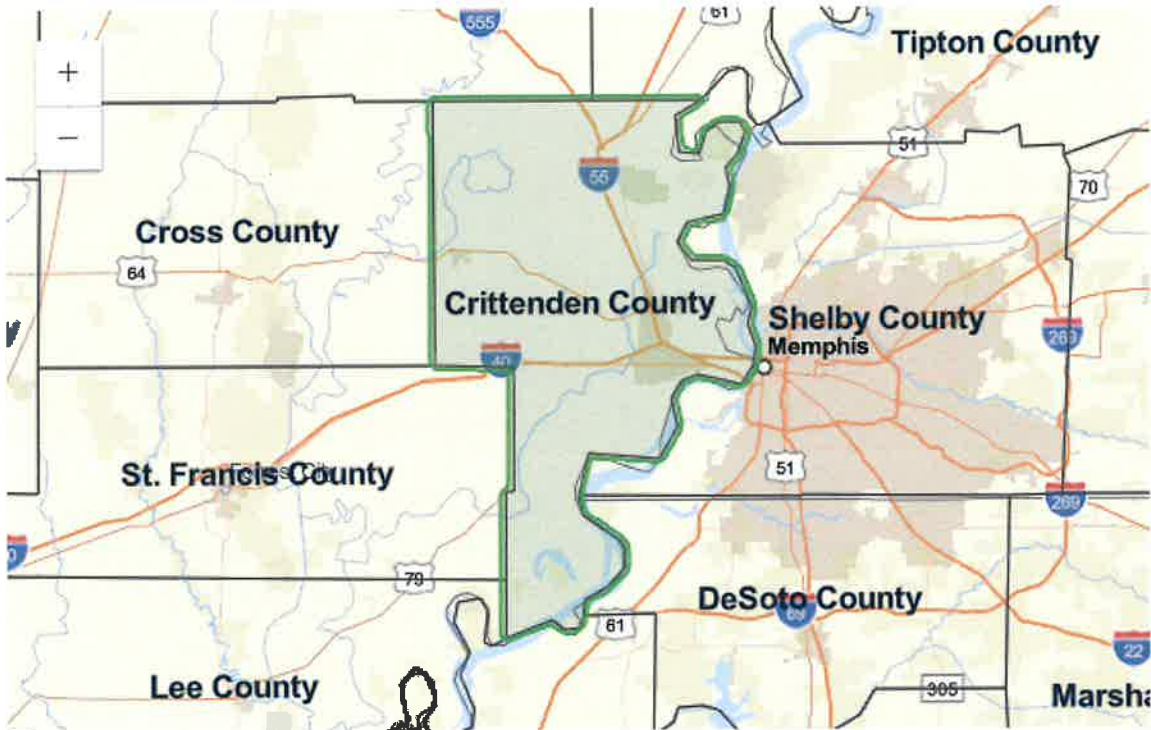 555
61
Tipton County
+
−
51
55
70
Cross County
64
Crittenden County
Shelby County
Memphis
269
40
St. Francis County
51
269
79
DeSoto County
69
61
22
Lee County
305
Marsha